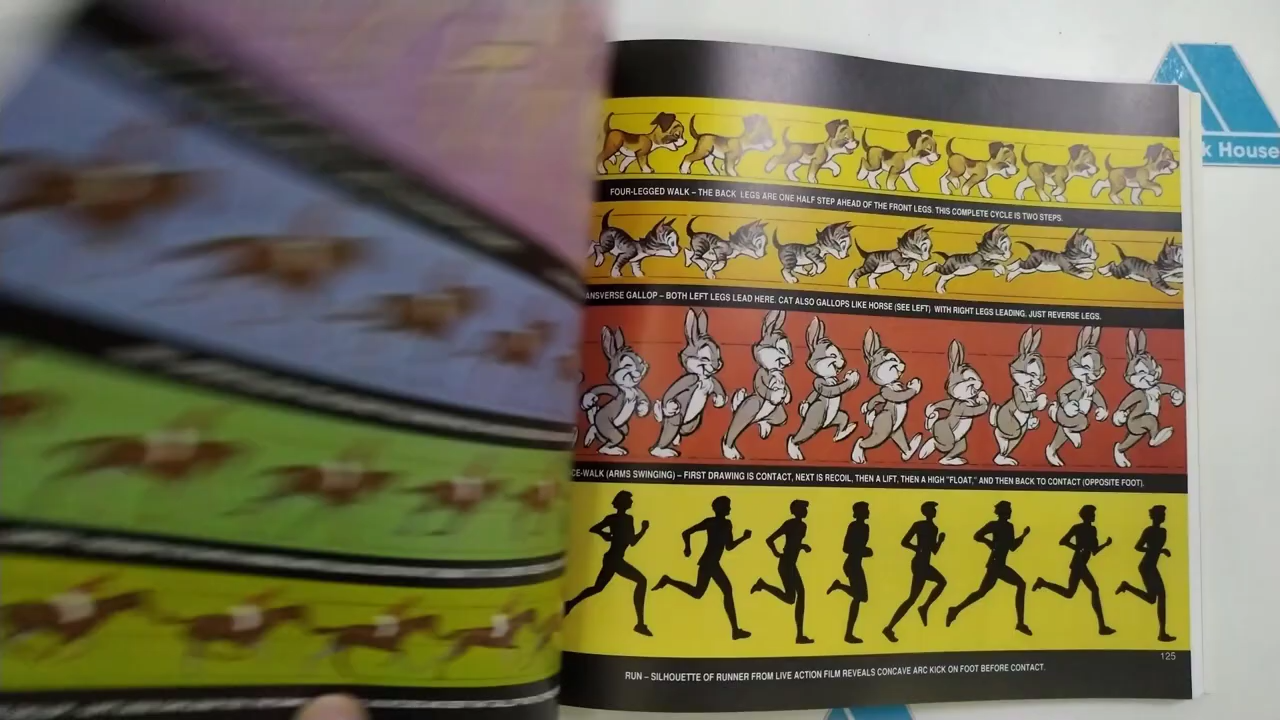 k House
FOUR-LEGGED WALK – THE BACK LEGS ARE ONE HALF STEP AHEAD OF THE FRONT LEGS. THIS COMPLETE CYCLE IS TWO STEPS.
ANSVERSE GALLOP – BOTH LEFT LEGS LEAD HERE. CAT ALSO GALLOPS LIKE HORSE (SEE LEFT) WITH RIGHT LEGS LEADING. JUST REVERSE LEGS.
CE-WALK (ARMS SWINGING) – FIRST DRAWING IS CONTACT, NEXT IS RECOIL, THEN A LIFT, THEN A HIGH "FLOAT," AND THEN BACK TO CONTACT (OPPOSITE FOOT).
125
RUN – SILHOUETTE OF RUNNER FROM LIVE ACTION FILM REVEALS CONCAVE ARC KICK ON FOOT BEFORE CONTACT.